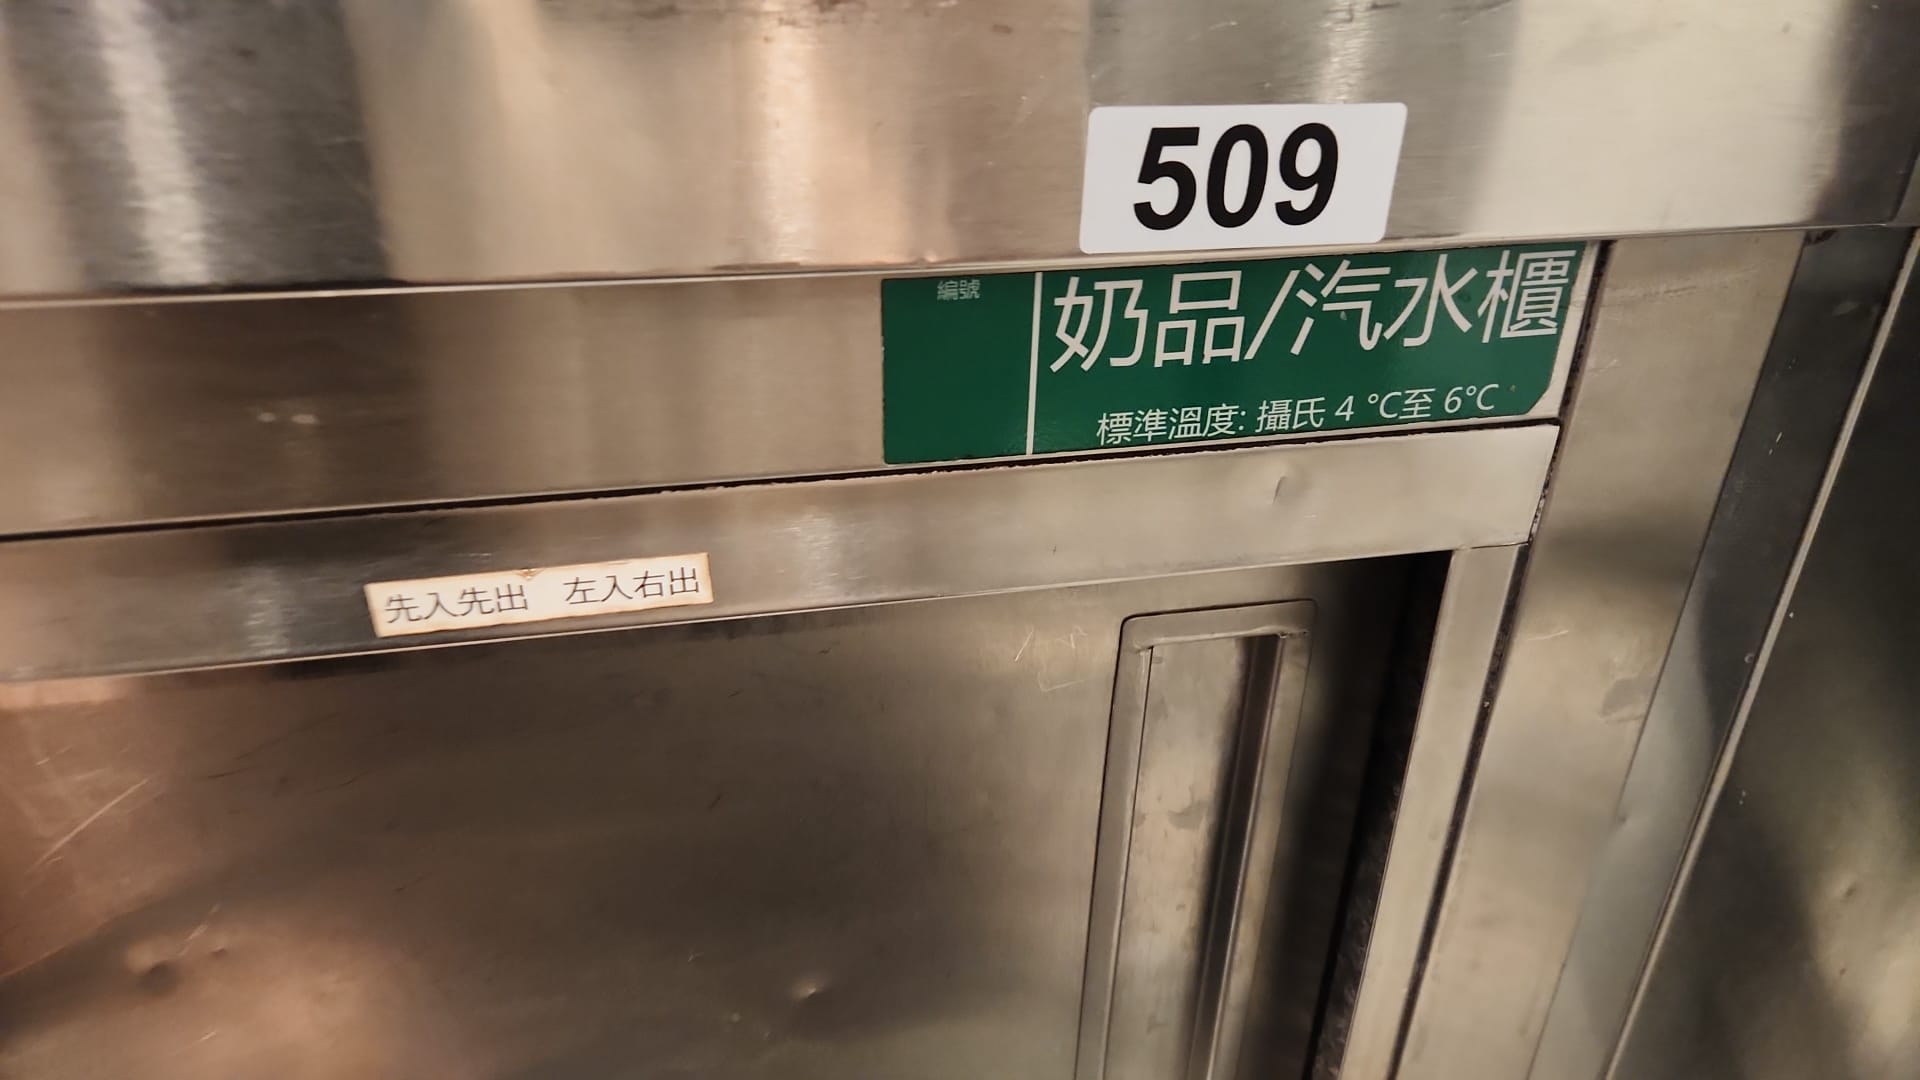 509
編號
奶品/汽水櫃
標準溫度: 攝氏 4 °C至 6°C
先入先出 左入右出